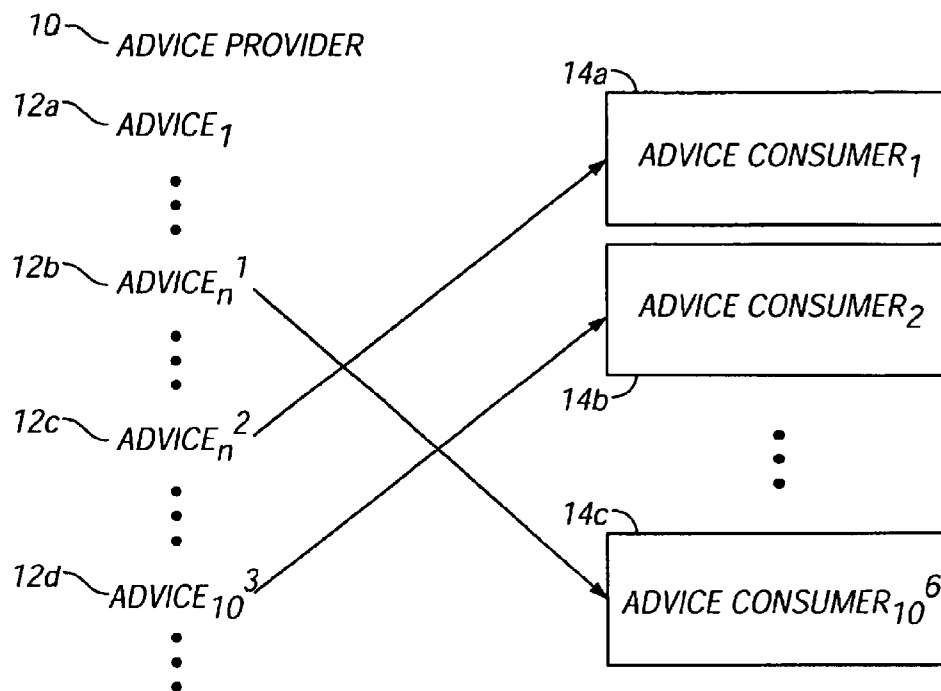 10 ADVICE PROVIDER
12a ADVICE₁
12b ADVICEₙ¹
12c ADVICEₙ²
12d ADVICE₁₀³
14a
ADVICE CONSUMER₁
ADVICE CONSUMER₂
14b
14c
ADVICE CONSUMER₁₀⁶